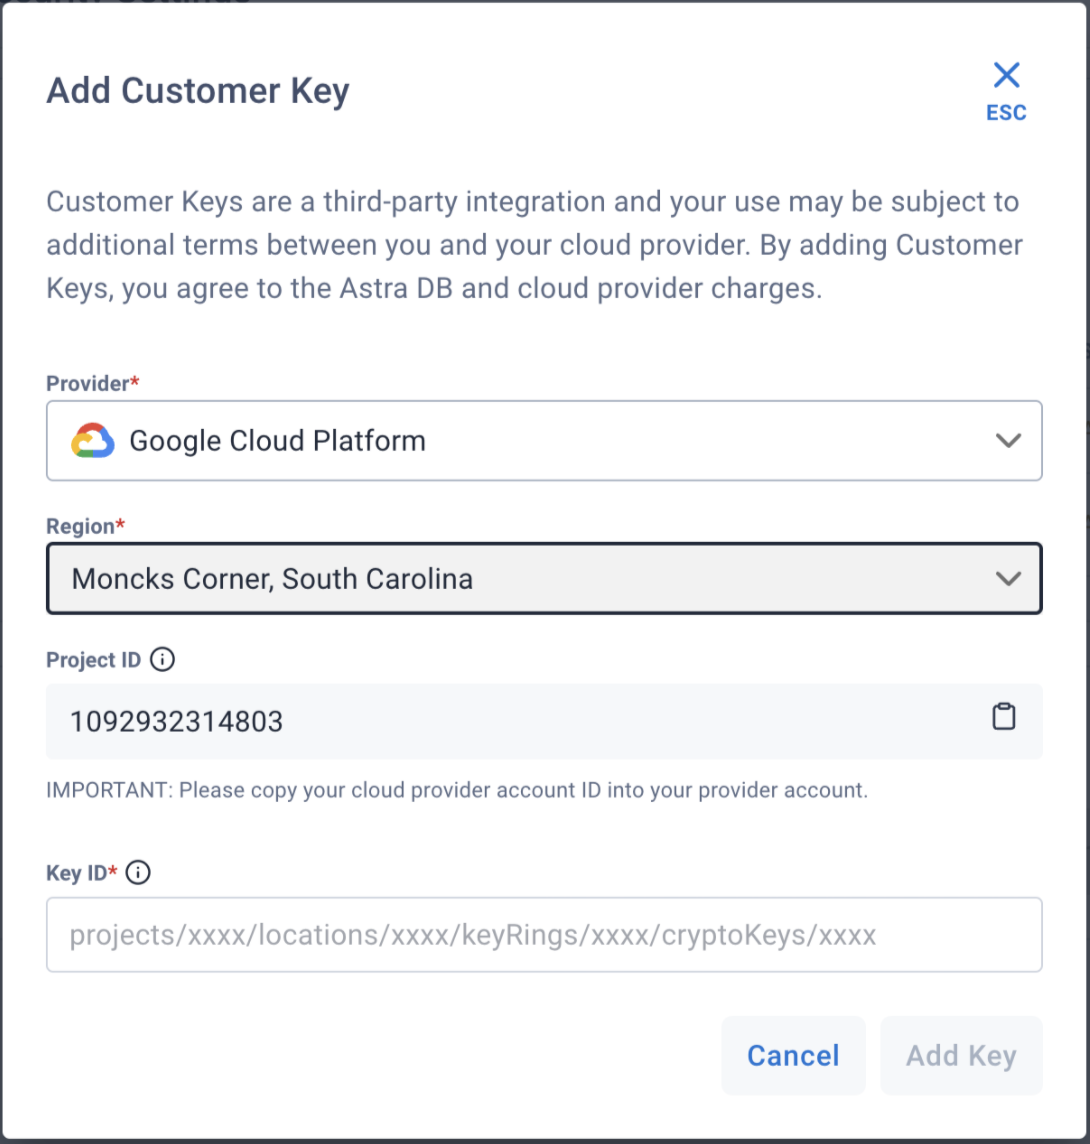 Add Customer Key
ESC
Customer Keys are a third-party integration and your use may be subject to
additional terms between you and your cloud provider. By adding Customer
Keys, you agree to the Astra DB and cloud provider charges.
Provider*
Google Cloud Platform
Region*
Moncks Corner, South Carolina
Project ID
1092932314803
IMPORTANT: Please copy your cloud provider account ID into your provider account.
Key ID*
projects/xxxx/locations/xxxx/keyRings/xxxx/cryptoKeys/xxxx
Cancel
Add Key